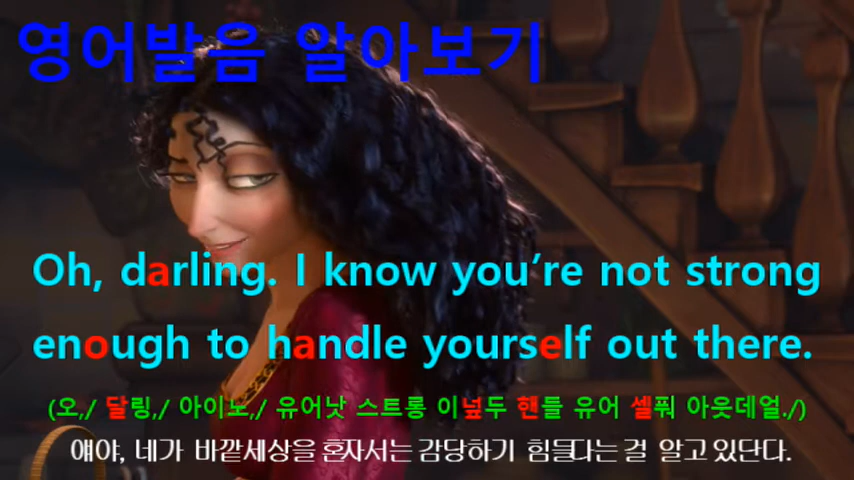 영어발음 알아보기
Oh, darling. I know you’re not strong
enough to handle yourself out there.
(오,/ 달링,/ 아이노,/ 유어낫 스트롱 이넢두 핸들 유어 셀풔 아웃데얼./)
얘야, 네가 바깥세상을 혼자서는 감당하기 힘들다는 걸 알고 있단다.